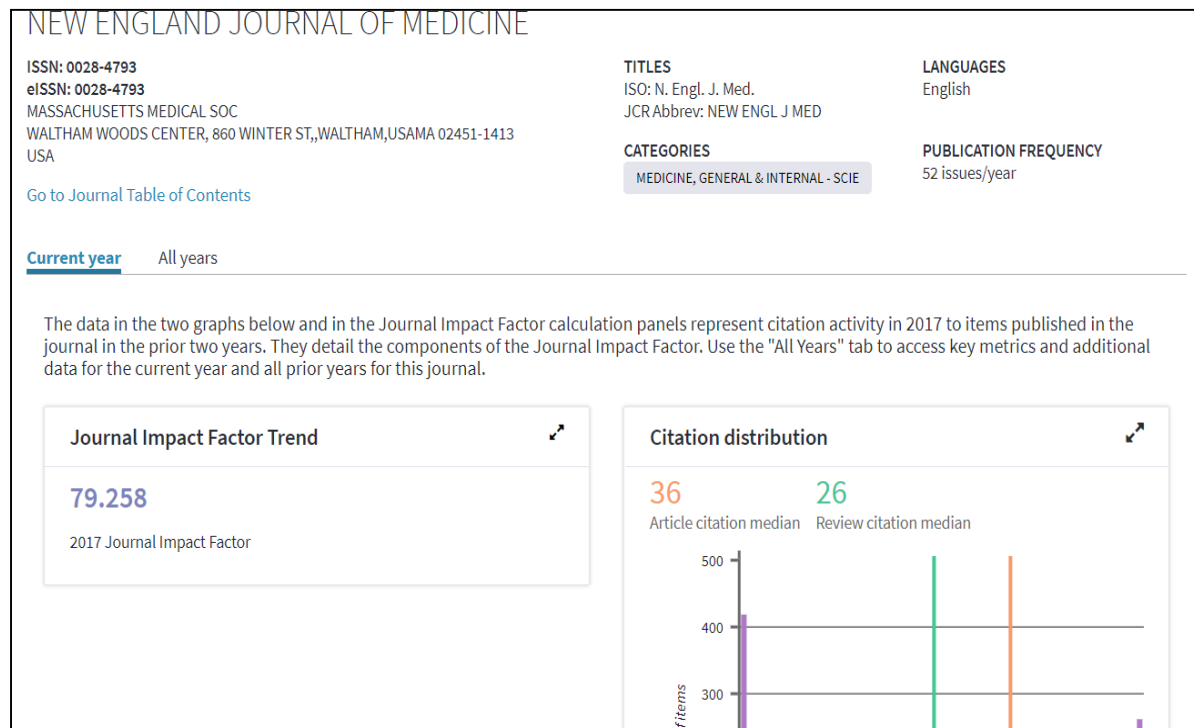 NEW ENGLAND JOURNAL OF MEDICINE
ISSN: 0028-4793
eISSN: 0028-4793
MASSACHUSETTS MEDICAL SOC
WALTHAM WOODS CENTER, 860 WINTER ST,,WALTHAM,USAMA 02451-1413
USA
Go to Journal Table of Contents
TITLES
ISO: N. Engl. J. Med.
JCR Abbrev: NEW ENGL J MED
CATEGORIES
MEDICINE, GENERAL & INTERNAL - SCIE
LANGUAGES
English
PUBLICATION FREQUENCY
52 issues/year
Current year
All years
The data in the two graphs below and in the Journal Impact Factor calculation panels represent citation activity in 2017 to items published in the
journal in the prior two years. They detail the components of the Journal Impact Factor. Use the "All Years" tab to access key metrics and additional
data for the current year and all prior years for this journal.
Journal Impact Factor Trend
79.258
2017 Journal Impact Factor
Citation distribution
36
Article citation median
26
Review citation median
500
400
300
items